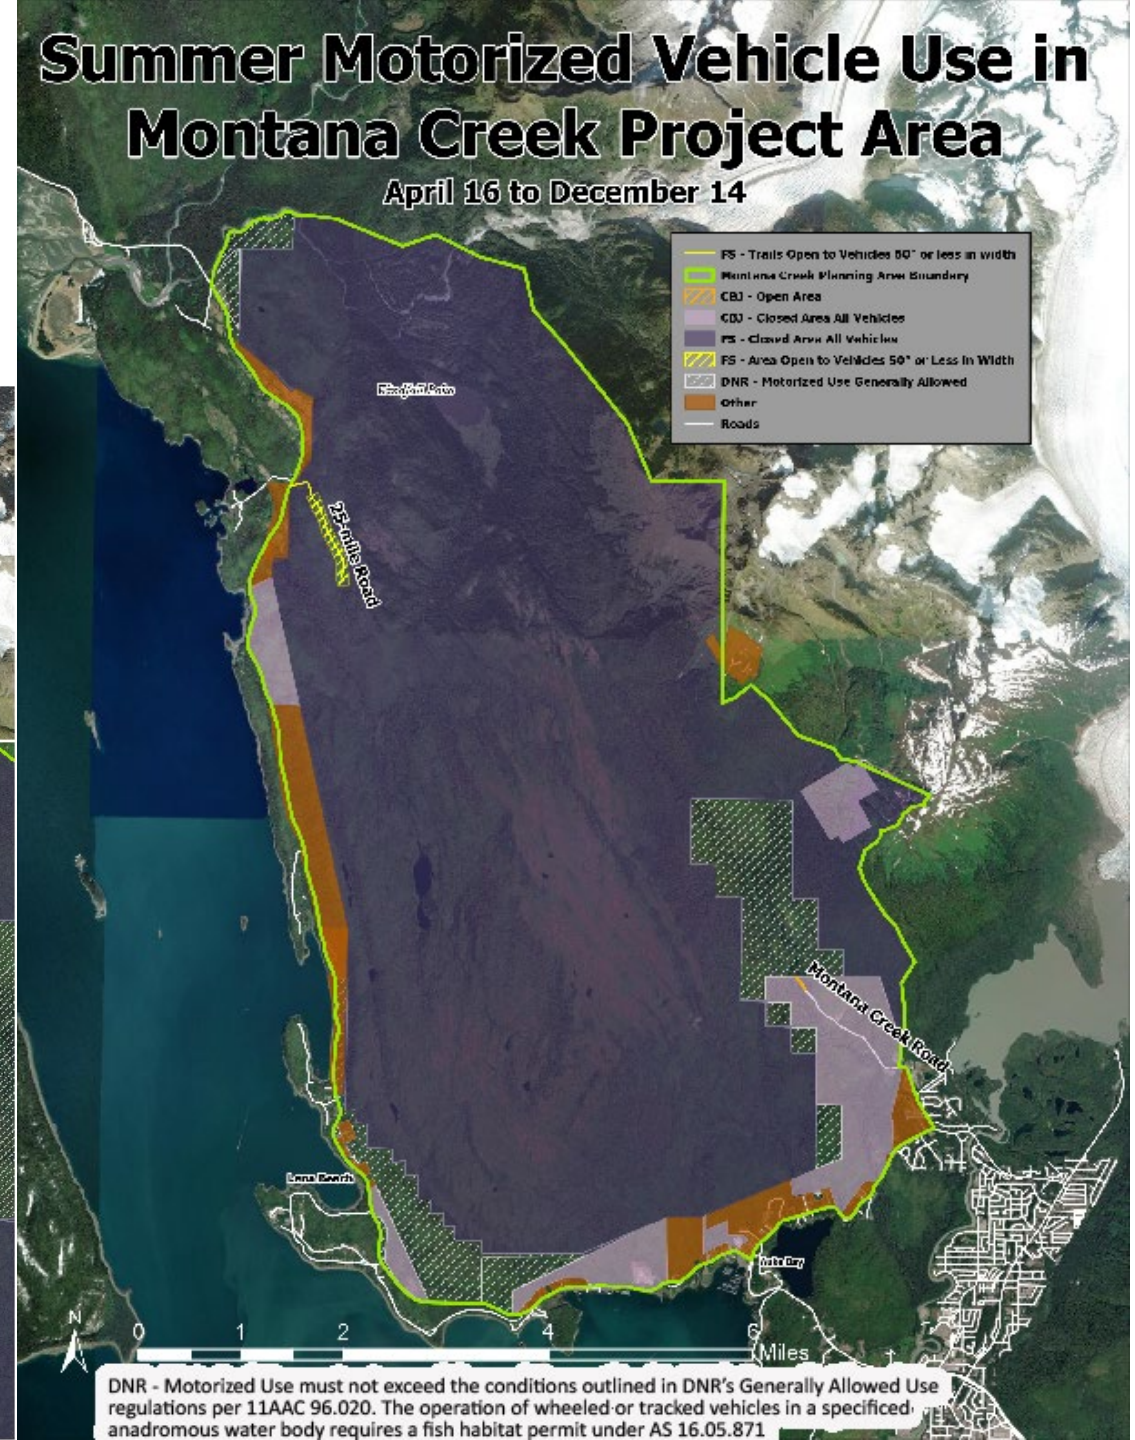 Summer Motorized Vehicle Use in
Montana Creek Project Area
April 16 to December 14
FS - Trails Open to Vehicles 50" or less in width
Montana Creek Planning Area Boundary
CBJ - Open Area
CBJ - Closed Area All Vehicles
FS - Closed Area All Vehicles
FS - Area Open to Vehicles 50" or Less in Width
DNR - Motorized Use Generally Allowed
Other
Roads
25-mile Road
Montana Creek Road
Lena Beach
Auke Bay
N
0 1 2 4 6
Miles
DNR - Motorized Use must not exceed the conditions outlined in DNR's Generally Allowed Use
regulations per 11AAC 96.020. The operation of wheeled or tracked vehicles in a specificed
anadromous water body requires a fish habitat permit under AS 16.05.871